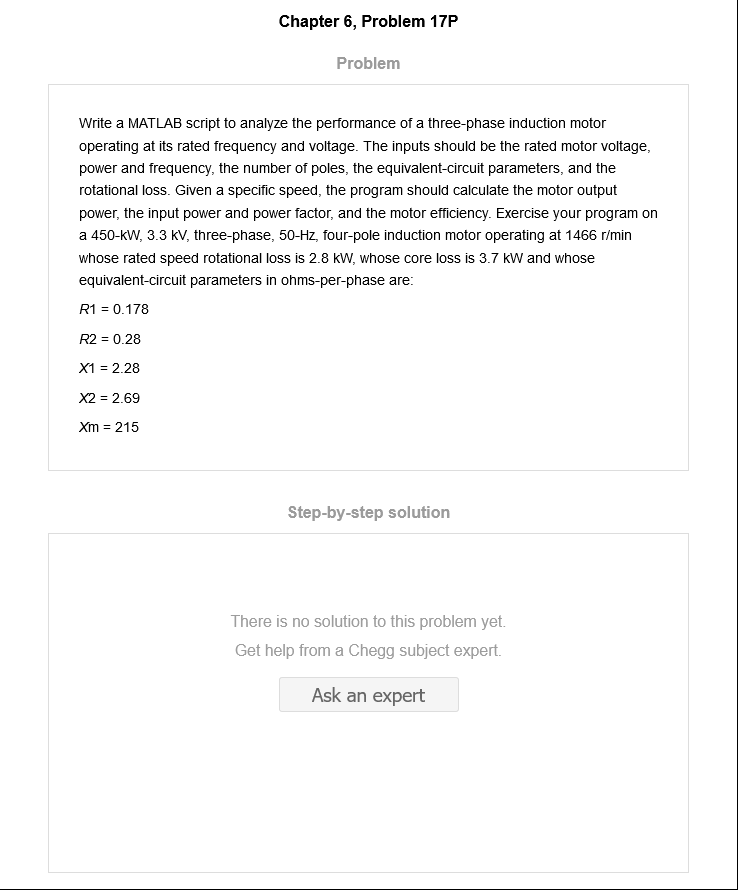 Chapter 6, Problem 17P
Problem
Write a MATLAB script to analyze the performance of a three-phase induction motor
operating at its rated frequency and voltage. The inputs should be the rated motor voltage,
power and frequency, the number of poles, the equivalent-circuit parameters, and the
rotational loss. Given a specific speed, the program should calculate the motor output
power, the input power and power factor, and the motor efficiency. Exercise your program on
a 450-kW, 3.3 kV, three-phase, 50-Hz, four-pole induction motor operating at 1466 r/min
whose rated speed rotational loss is 2.8 kW, whose core loss is 3.7 kW and whose
equivalent-circuit parameters in ohms-per-phase are:
R1 = 0.178
R2 = 0.28
X1 = 2.28
X2 = 2.69
Xm = 215
Step-by-step solution
There is no solution to this problem yet.
Get help from a Chegg subject expert.
Ask an expert